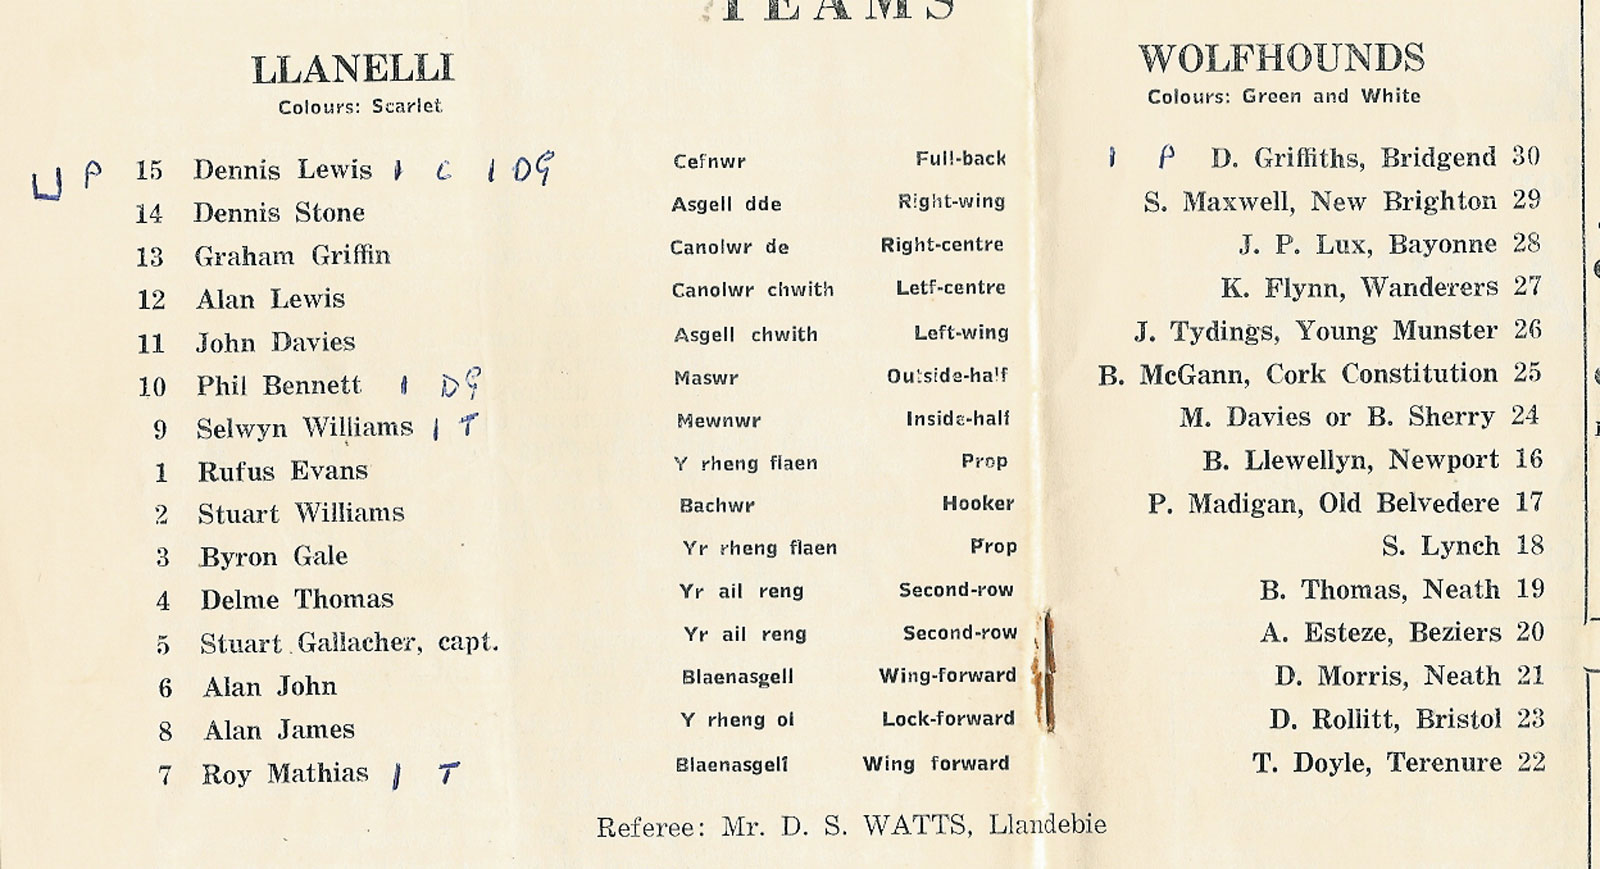 TEAMS
LLANELLI WOLFHOUNDS
Colours: Scarlet Colours: Green and White
P 15 Dennis Lewis 1 C 1 DG Cefnwr Full-back 1 P D. Griffiths, Bridgend 30
14 Dennis Stone Asgell dde Right-wing S. Maxwell, New Brighton 29
13 Graham Griffin Canolwr de Right-centre J. P. Lux, Bayonne 28
12 Alan Lewis Canolwr chwith Letf-centre K. Flynn, Wanderers 27
11 John Davies Asgell chwith Left-wing J. Tydings, Young Munster 26
10 Phil Bennett 1 DG Maswr Outside-half B. McGann, Cork Constitution 25
9 Selwyn Williams 1 T Mewnwr Inside-half M. Davies or B. Sherry 24
1 Rufus Evans Y rheng flaen Prop B. Llewellyn, Newport 16
2 Stuart Williams Bachwr Hooker P. Madigan, Old Belvedere 17
3 Byron Gale Yr rheng flaen Prop S. Lynch 18
4 Delme Thomas Yr ail reng Second-row B. Thomas, Neath 19
5 Stuart Gallacher, capt. Yr ail reng Second-row A. Esteze, Beziers 20
6 Alan John Blaenasgell Wing-forward D. Morris, Neath 21
8 Alan James Y rheng ol Lock-forward D. Rollitt, Bristol 23
7 Roy Mathias 1 T Blaenasgell Wing forward T. Doyle, Terenure 22
Referee: Mr. D. S. WATTS, Llandebie